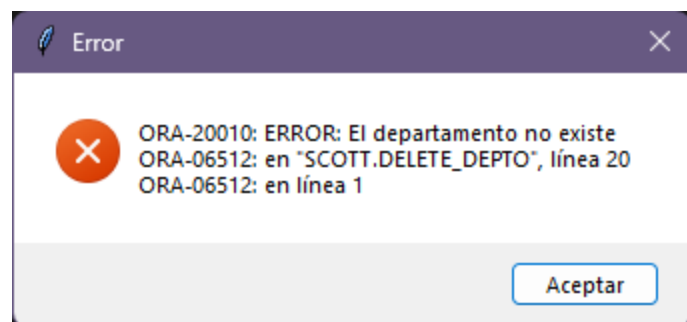 Error
ORA-20010: ERROR: El departamento no existe
ORA-06512: en "SCOTT.DELETE_DEPTO", línea 20
ORA-06512: en línea 1
Aceptar